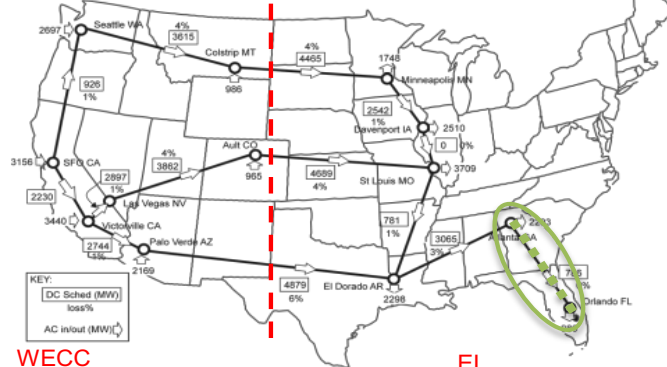 Seattle WA
2697
4%
3615
Colstrip MT
986
4%
4465
1748
Minneapolis MN
926
1%
2542
1%
Davenport IA
2510
0 0%
3156
SFO CA
2230
2897
1%
4%
3862
Ault CO
965
4689
4%
St Louis MO
3709
Las Vegas NV
3440
Victorville CA
2744
1%
Palo Verde AZ
2169
781
1%
3065
3%
4879
6%
El Dorado AR
2298
Orlando FL
KEY:
DC Sched (MW)
loss%
AC in/out (MW)
WECC